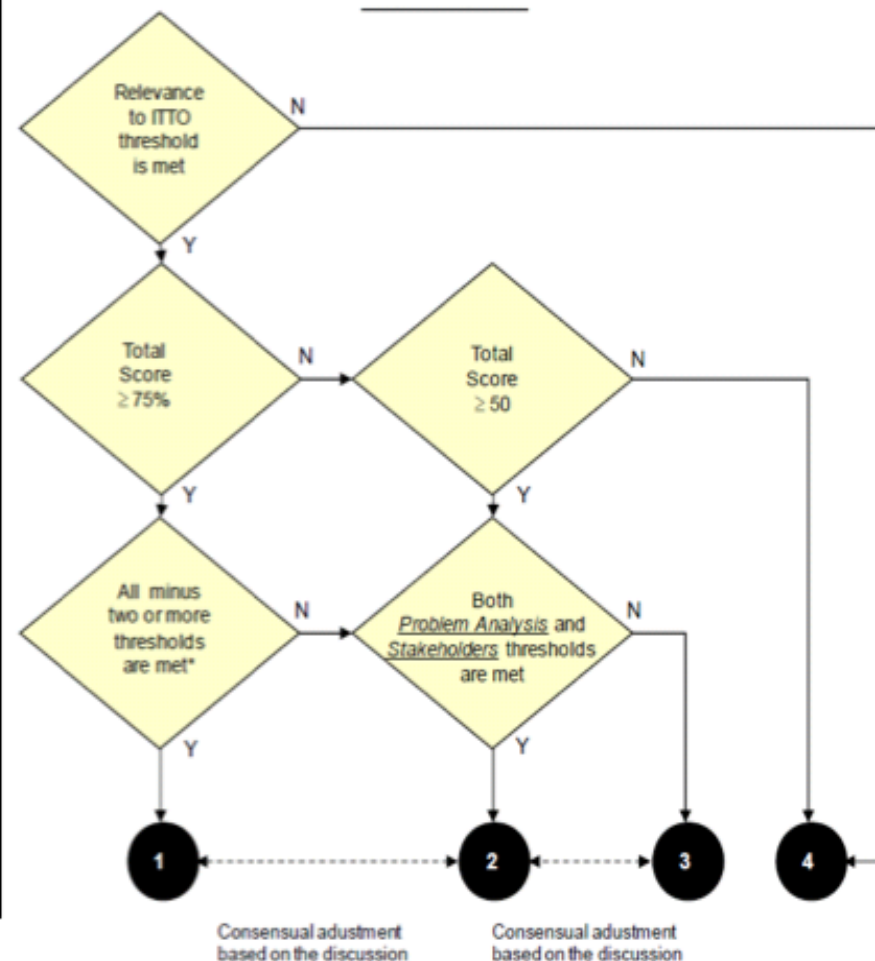 Relevance
to ITTO
threshold
is met
N
Y
Total
Score
≥ 75%
N
Total
Score
≥ 50
N
Y
Y
All minus
two or more
thresholds
are met*
N
Both
Problem Analysis and
Stakeholders thresholds
are met
N
Y
Y
1
2
3
4
Consensual adustment
based on the discussion
Consensual adustment
based on the discussion